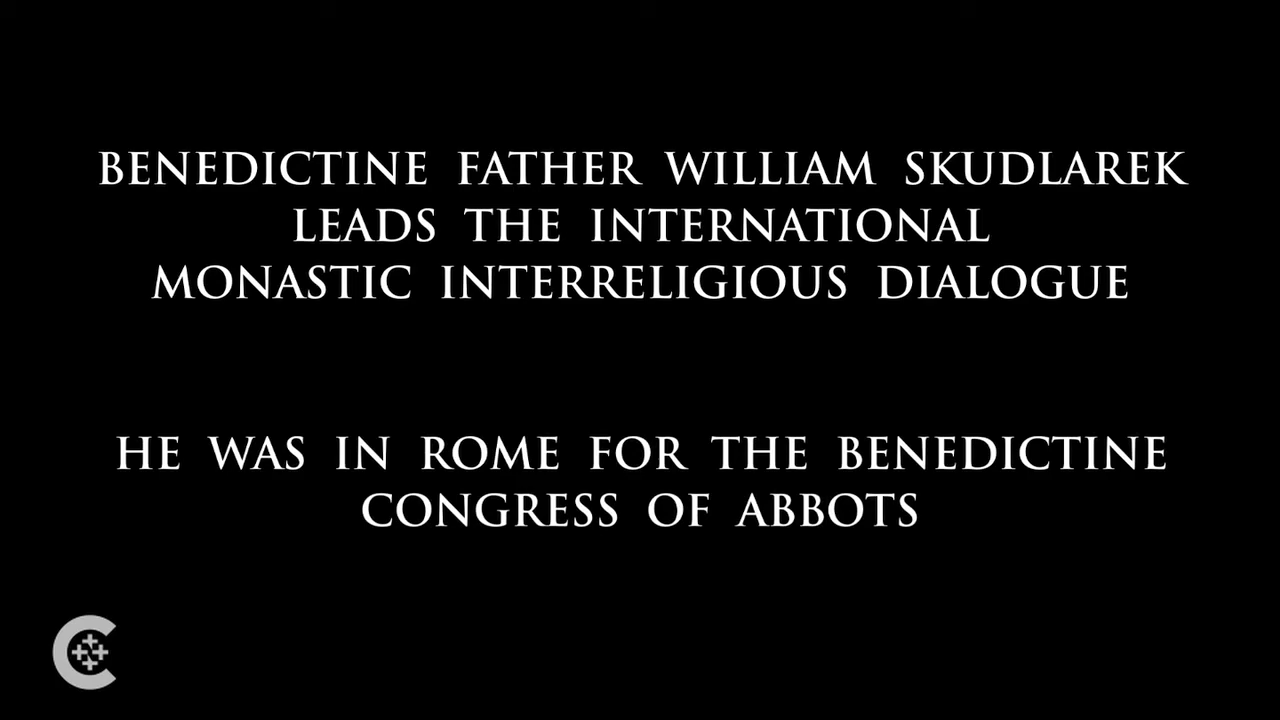 BENEDICTINE FATHER WILLIAM SKUDLAREK
LEADS THE INTERNATIONAL
MONASTIC INTERRELIGIOUS DIALOGUE
HE WAS IN ROME FOR THE BENEDICTINE
CONGRESS OF ABBOTS